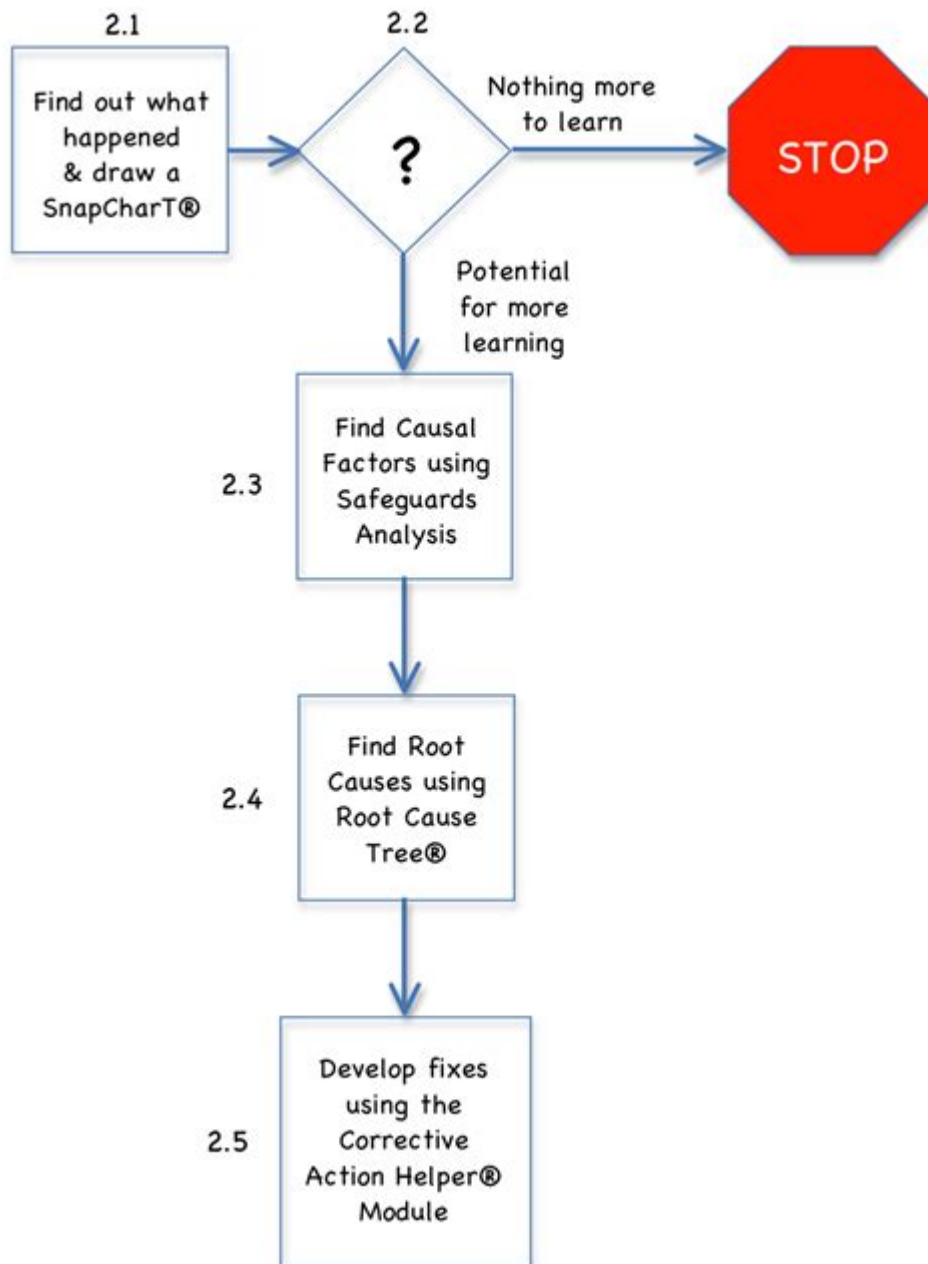 2.1
2.2
Find out what
happened
& draw a
SnapCharT®
?
Nothing more
to learn
STOP
Potential
for more
learning
2.3
Find Causal
Factors using
Safeguards
Analysis
2.4
Find Root
Causes using
Root Cause
Tree®
2.5
Develop fixes
using the
Corrective
Action Helper®
Module